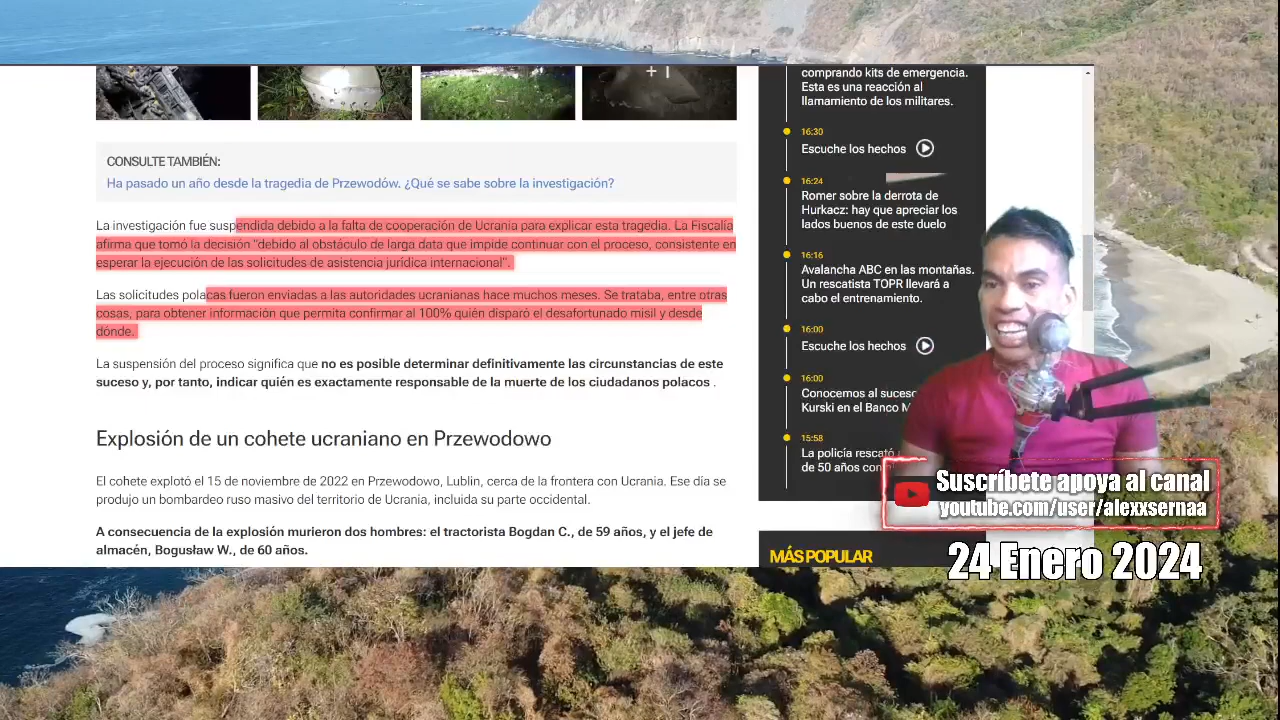 CONSULTE TAMBIÉN:
Ha pasado un año desde la tragedia de Przewodów. ¿Qué se sabe sobre la investigación?
La investigación fue suspendida debido a la falta de cooperación de Ucrania para explicar esta tragedia. La Fiscalía
afirma que tomó la decisión "debido al obstáculo de larga data que impide continuar con el proceso, consistente en
esperar la ejecución de las solicitudes de asistencia jurídica internacional".
Las solicitudes polacas fueron enviadas a las autoridades ucranianas hace muchos meses. Se trataba, entre otras
cosas, para obtener información que permita confirmar al 100% quién disparó el desafortunado misil y desde
dónde.
La suspensión del proceso significa que no es posible determinar definitivamente las circunstancias de este
suceso y, por tanto, indicar quién es exactamente responsable de la muerte de los ciudadanos polacos .
Explosión de un cohete ucraniano en Przewodowo
El cohete explotó el 15 de noviembre de 2022 en Przewodowo, Lublin, cerca de la frontera con Ucrania. Ese día se
produjo un bombardeo ruso masivo del territorio de Ucrania, incluida su parte occidental.
A consecuencia de la explosión murieron dos hombres: el tractorista Bogdan C., de 59 años, y el jefe de
almacén, Bogusław W., de 60 años.
comprando kits de emergencia.
Esta es una reacción al
llamamiento de los militares.
16:30
Escuche los hechos
16:24
Romer sobre la derrota de
Hurkacz: hay que apreciar los
lados buenos de este duelo
16:16
Avalancha ABC en las montañas.
Un rescatista TOPR llevará a
cabo el entrenamiento.
16:00
Escuche los hechos
16:00
Conocemos al suceso
Kurski en el Banco M
15:58
La policía rescató
de 50 años con
MÁS POPULAR
Suscríbete apoya al canal
youtube.com/user/alexxsernaa
24 Enero 2024